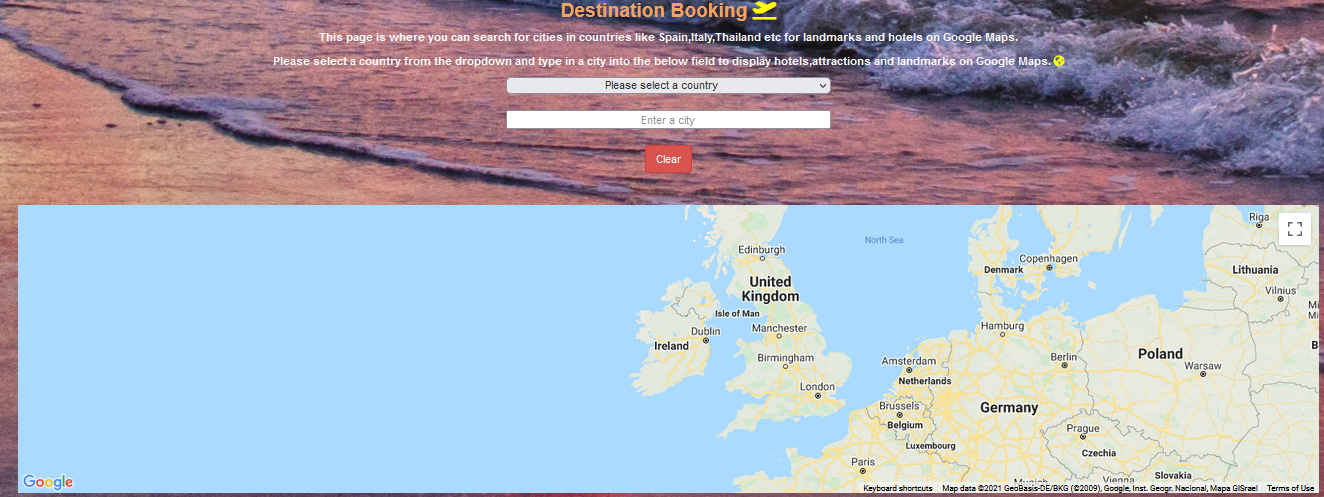 Destination Booking
This page is where you can search for cities in countries like Spain,Italy,Thailand etc for landmarks and hotels on Google Maps.
Please select a country from the dropdown and type in a city into the below field to display hotels,attractions and landmarks on Google Maps.
Please select a country
Enter a city
Clear
Riga
North Sea
Edinburgh
Copenhagen
Denmark
Lithuania
United
Kingdom
Vilnius
Isle of Man
Mi
Manchester
Hamburg
Dublin
Ireland
B
Birmingham
Amsterdam
Berlin
Poland
Warsaw
Netherlands
London
Brussels
Germany
Belgium
Prague
Luxembourg
Czechia
Paris
Slovakia
Munich
Vienna
Google
Keyboard shortcuts
Map data ©2021 GeoBasis-DE/BKG (©2009), Google, Inst. Geogr. Nacional, Mapa GISrael
Terms of Use